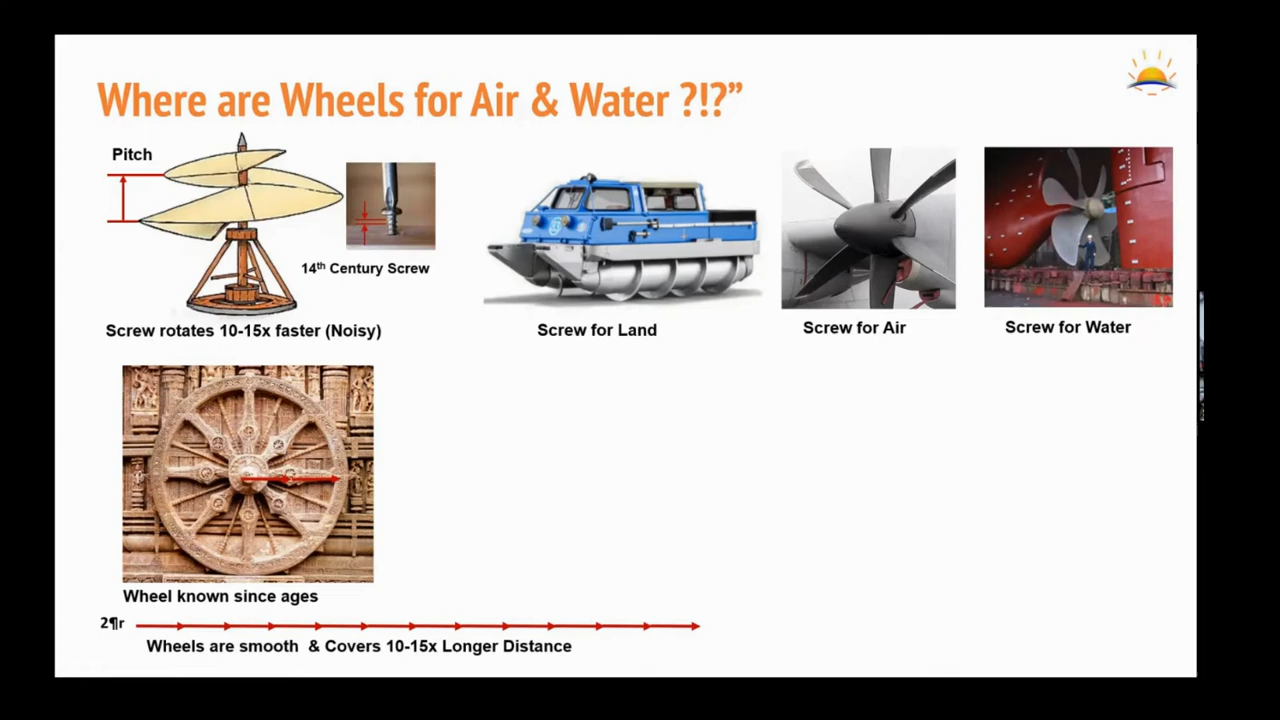 Where are Wheels for Air & Water ?!?”
Pitch
14th Century Screw
Screw rotates 10-15x faster (Noisy)
Screw for Land
Screw for Air
Screw for Water
Wheel known since ages
2¶r
Wheels are smooth & Covers 10-15x Longer Distance